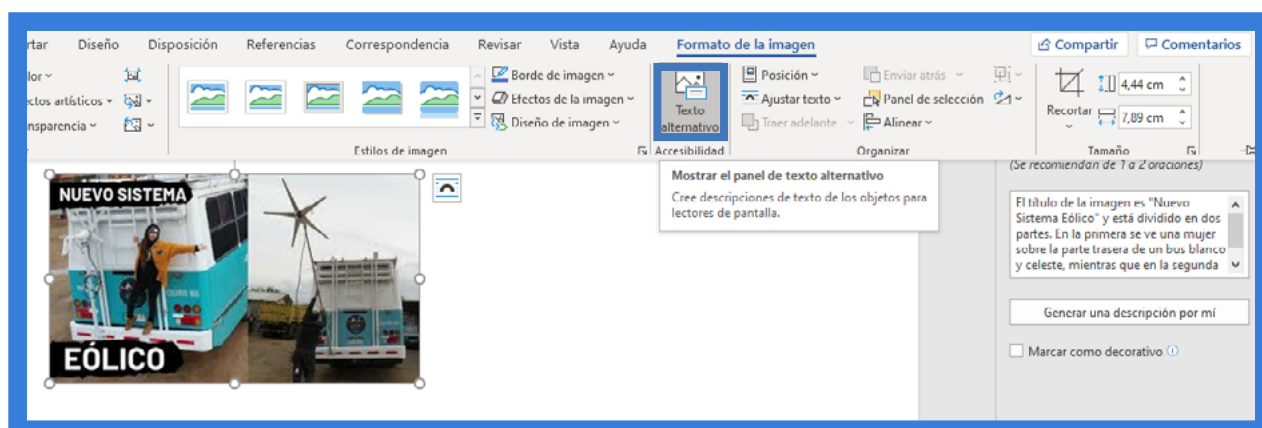 rtar Diseño Disposición Referencias Correspondencia Revisar Vista Ayuda Formato de la imagen Compartir Comentarios
lor
ctos artísticos
nsparencia
Borde de imagen
Efectos de la imagen
Diseño de imagen
Estilos de imagen
Texto
alternativo
Accesibilidad
Posición
Ajustar texto
Traer adelante
Enviar atrás
Panel de selección
Alinear
Organizar
Recortar
4,44 cm
7,89 cm
Tamaño
Mostrar el panel de texto alternativo
Cree descripciones de texto de los objetos para
lectores de pantalla.
(Se recomiendan de 1 a 2 oraciones)
El título de la imagen es "Nuevo
Sistema Eólico" y está dividido en dos
partes. En la primera se ve una mujer
sobre la parte trasera de un bus blanco
y celeste, mientras que en la segunda
Generar una descripción por mí
Marcar como decorativo
NUEVO SISTEMA
EÓLICO